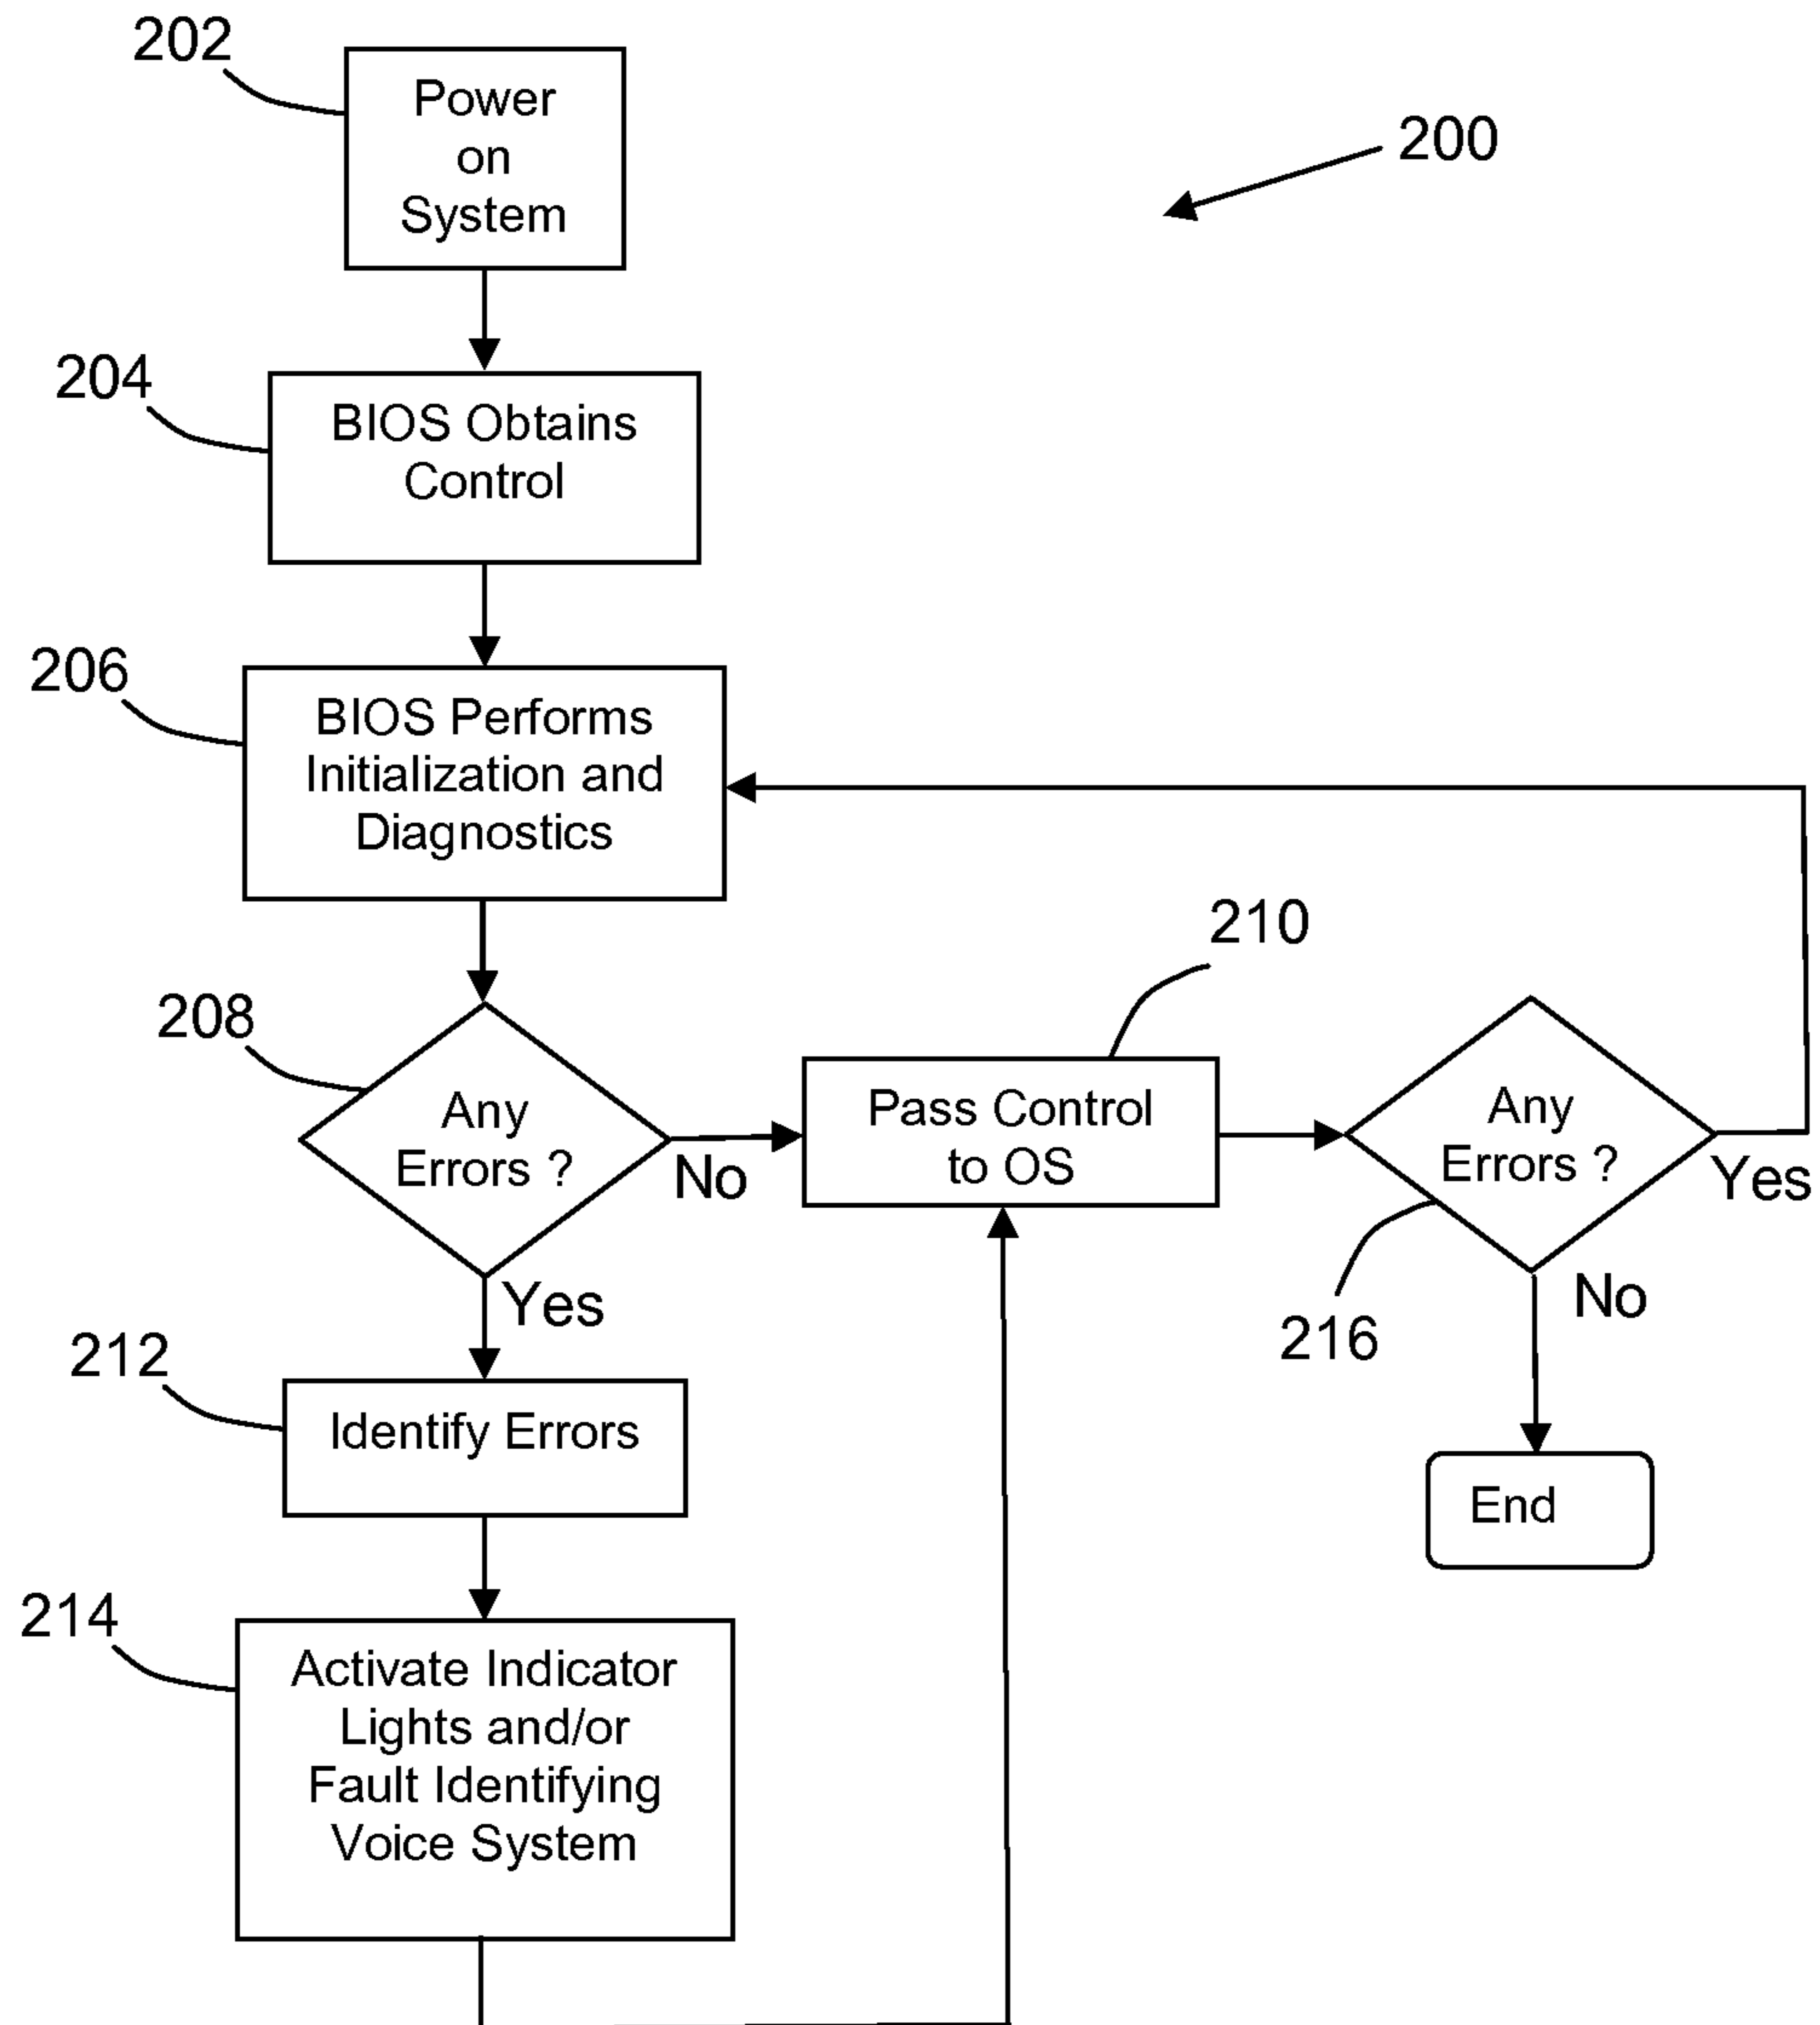 202
Power
on
System
200
204
BIOS Obtains
Control
206
BIOS Performs
Initialization and
Diagnostics
210
208
Any
Errors ?
No
Yes
Pass Control
to OS
Any
Errors ?
Yes
No
216
212
Identify Errors
End
214
Activate Indicator
Lights and/or
Fault Identifying
Voice System